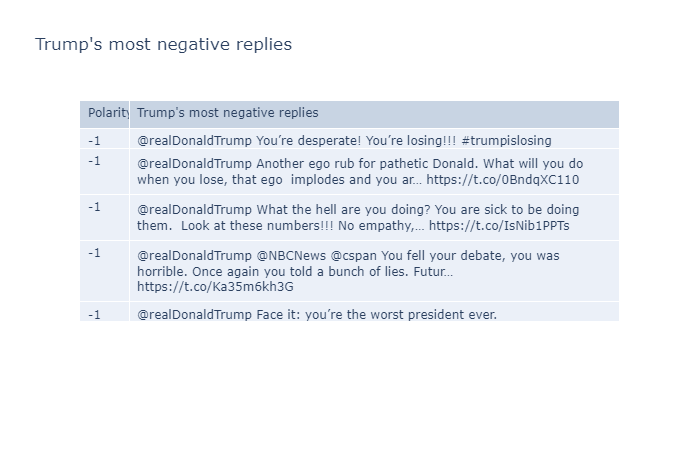 Trump's most negative replies
Polarity Trump's most negative replies
-1 @realDonaldTrump You’re desperate! You’re losing!!! #trumpislosing
-1 @realDonaldTrump Another ego rub for pathetic Donald. What will you do
when you lose, that ego  implodes and you ar… https://t.co/0BndqXC110
-1 @realDonaldTrump What the hell are you doing? You are sick to be doing
them.  Look at these numbers!!! No empathy,… https://t.co/IsNib1PPTs
-1 @realDonaldTrump @NBCNews @cspan You fell your debate, you was
horrible. Once again you told a bunch of lies. Futur…
https://t.co/Ka35m6kh3G
-1 @realDonaldTrump Face it: you’re the worst president ever.